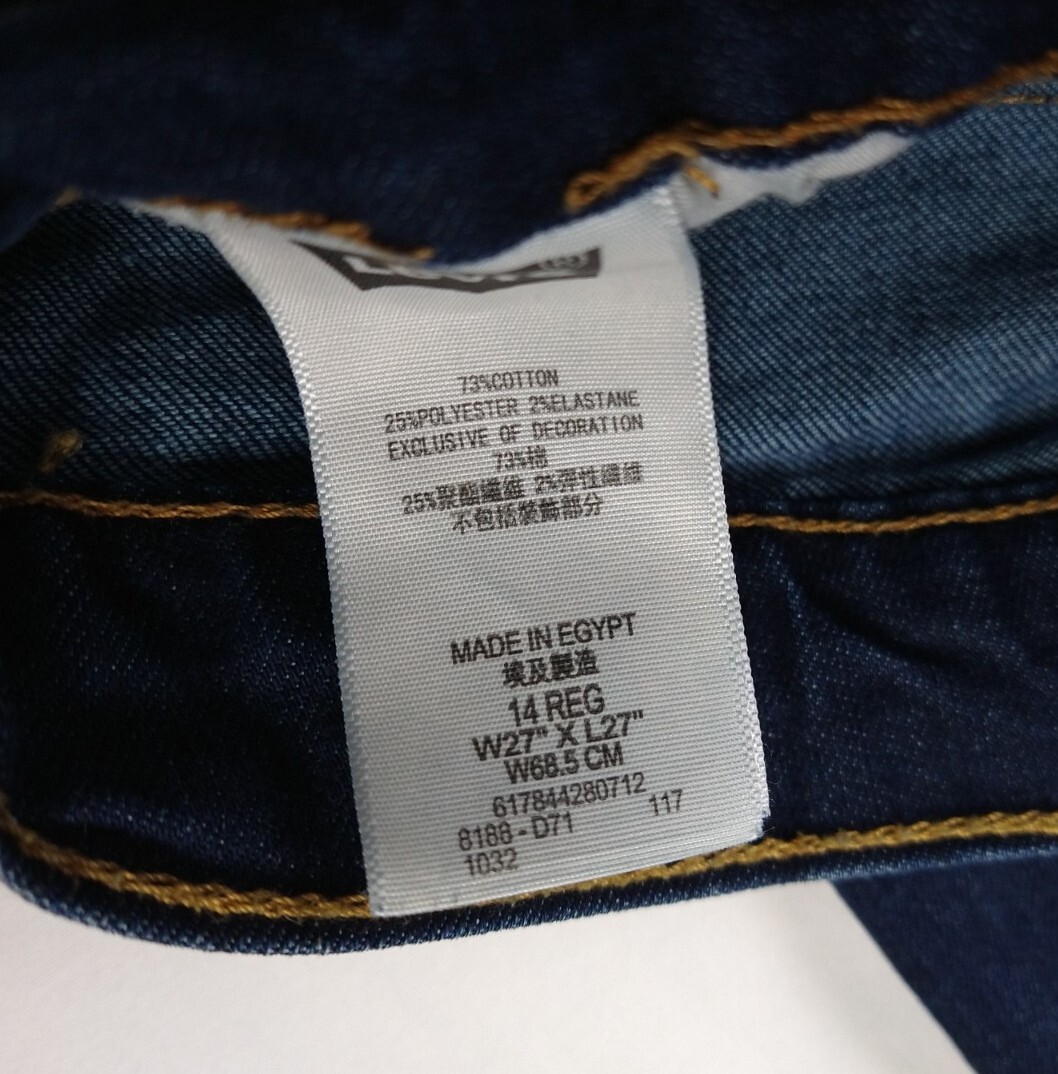 73%COTTON
25%POLYESTER 2%ELASTANE
EXCLUSIVE OF DECORATION
73%棉
25%聚酯纖維 2%彈性纖維
不包括裝飾部分
MADE IN EGYPT
埃及製造
14 REG
W27" X L27"
W68.5 CM
617844280712
8188 - D71 117
1032